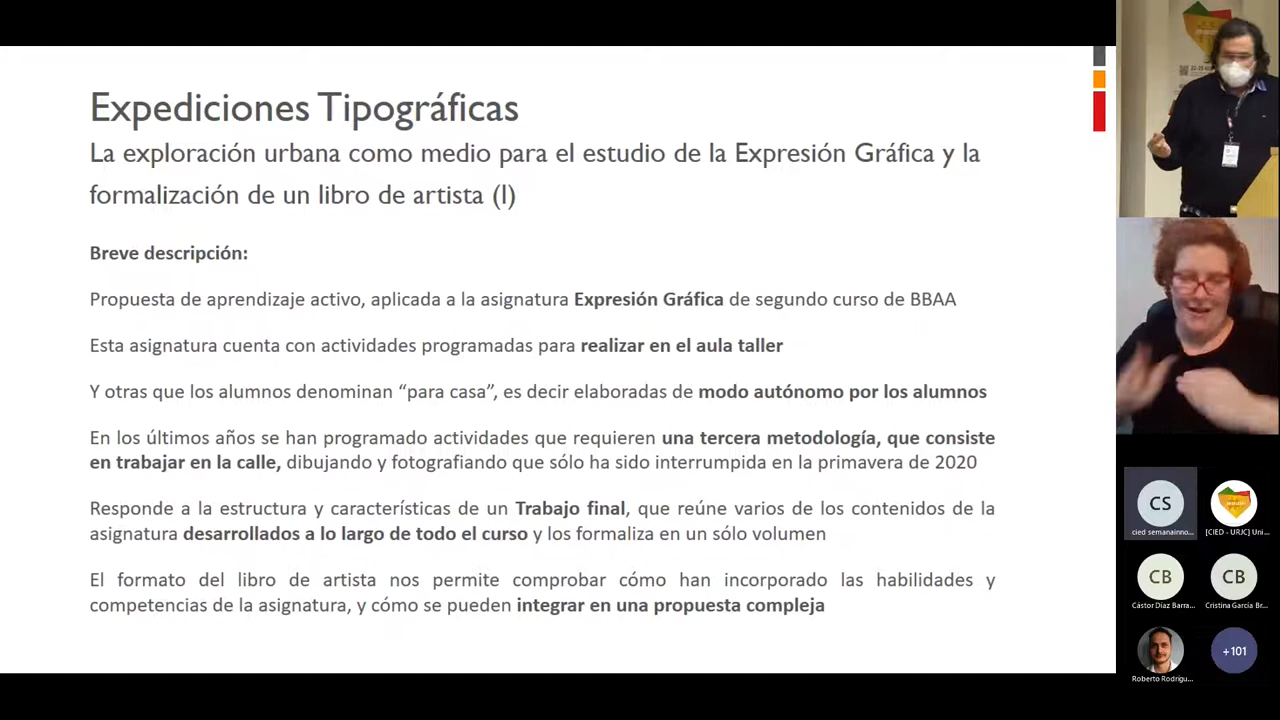 Expediciones Tipográficas
La exploración urbana como medio para el estudio de la Expresión Gráfica y la
formalización de un libro de artista (I)
Breve descripción:
Propuesta de aprendizaje activo, aplicada a la asignatura Expresión Gráfica de segundo curso de BBAA
Esta asignatura cuenta con actividades programadas para realizar en el aula taller
Y otras que los alumnos denominan “para casa”, es decir elaboradas de modo autónomo por los alumnos
En los últimos años se han programado actividades que requieren una tercera metodología, que consiste
en trabajar en la calle, dibujando y fotografiando que sólo ha sido interrumpida en la primavera de 2020
Responde a la estructura y características de un Trabajo final, que reúne varios de los contenidos de la
asignatura desarrollados a lo largo de todo el curso y los formaliza en un sólo volumen
El formato del libro de artista nos permite comprobar cómo han incorporado las habilidades y
competencias de la asignatura, y cómo se pueden integrar en una propuesta compleja
CS
cied semanainno...
[CIED - URJC] Uni...
CB
Cástor Díaz Barra...
CB
Cristina García Br...
Roberto Rodrígu...
+101